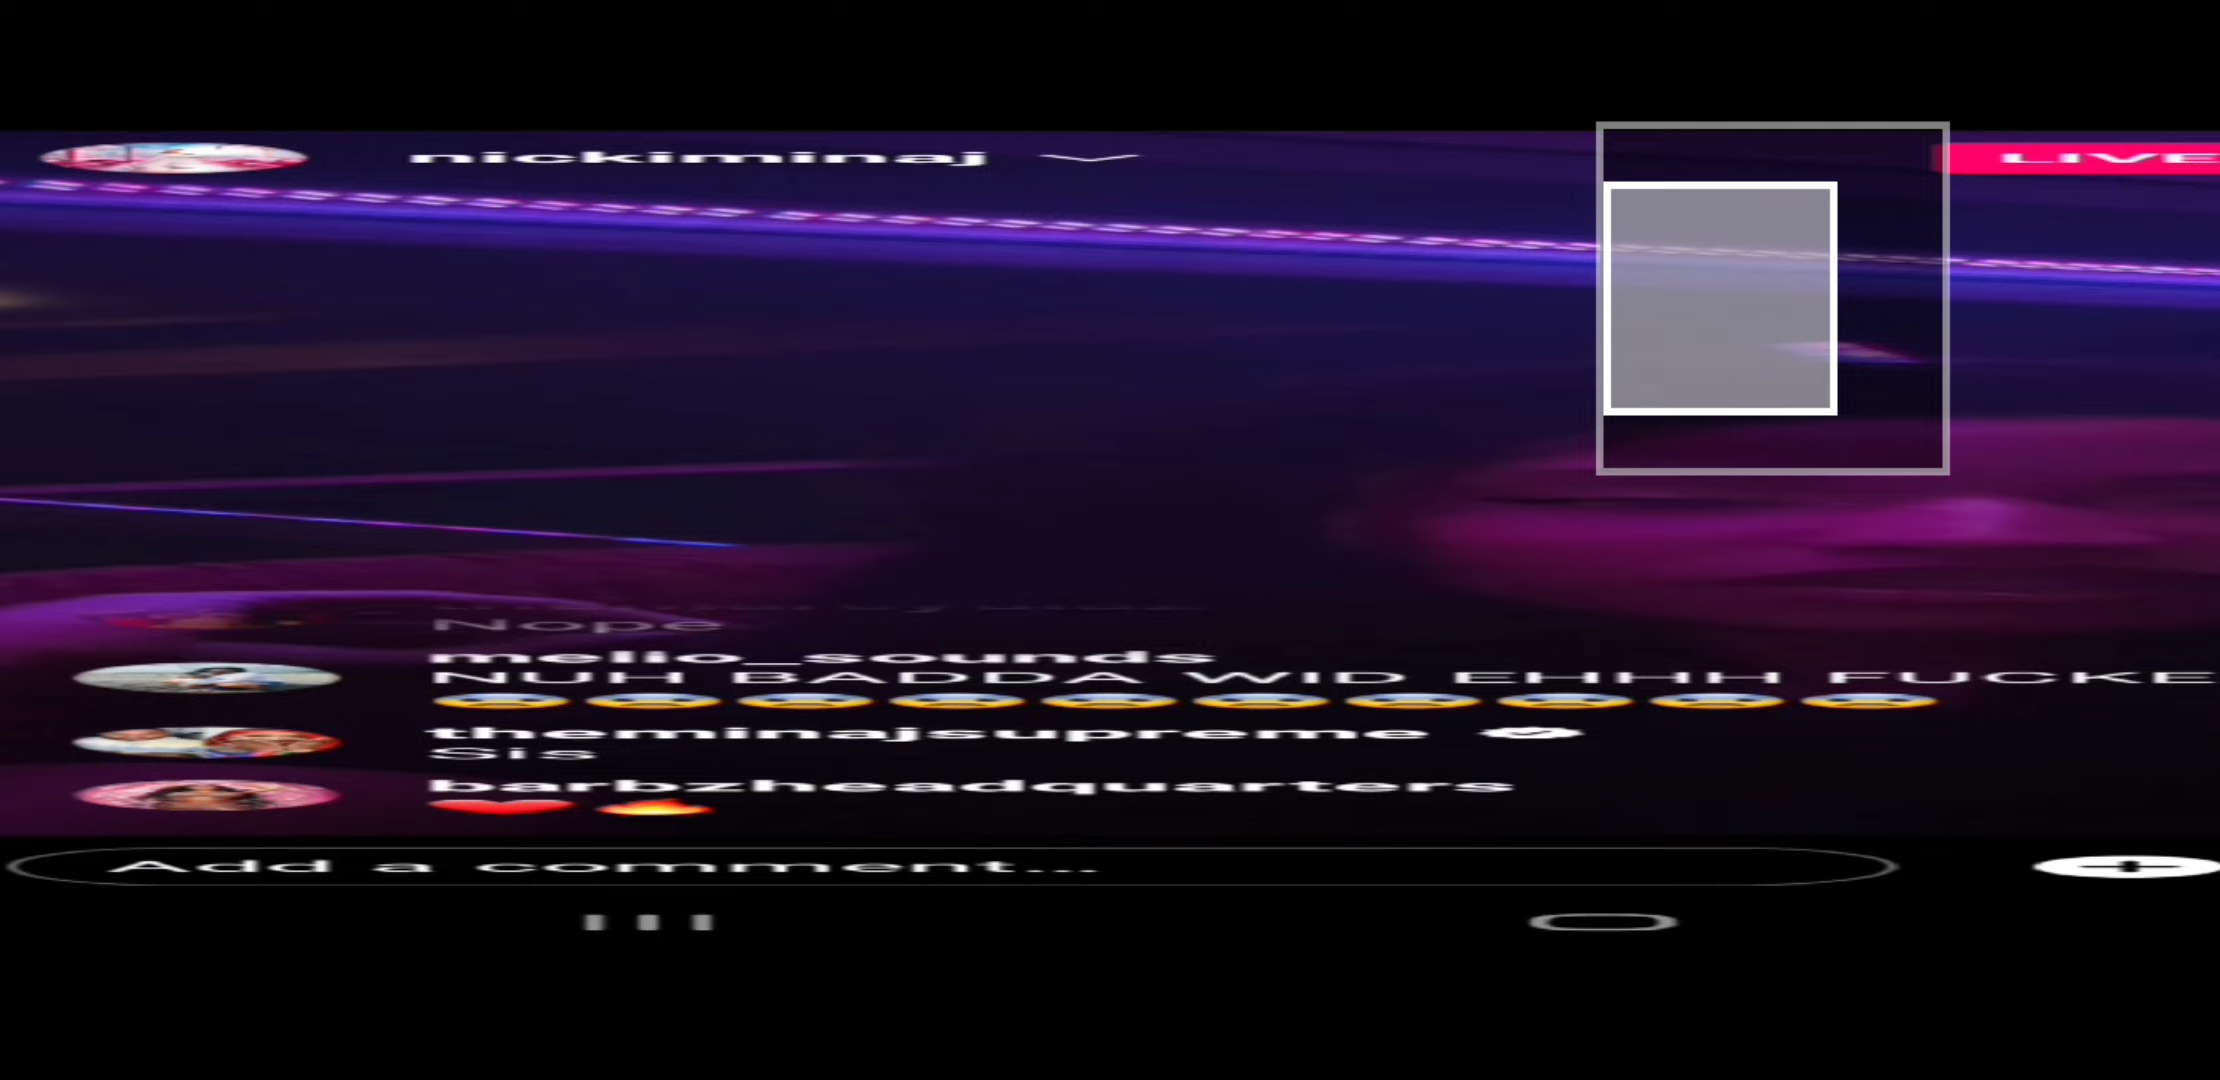 nickiminaj
LIVE
Nope
melio_sounds
NUH BADDA WID EHHH FUCKE
theminajsupreme
Sis
barbzheadquarters
Add a comment...